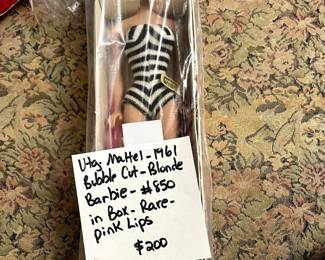 Vtg Mattel - 1961
Bubble Cut - Blonde
Barbie - #850
in Box - Rare -
pink Lips
$200